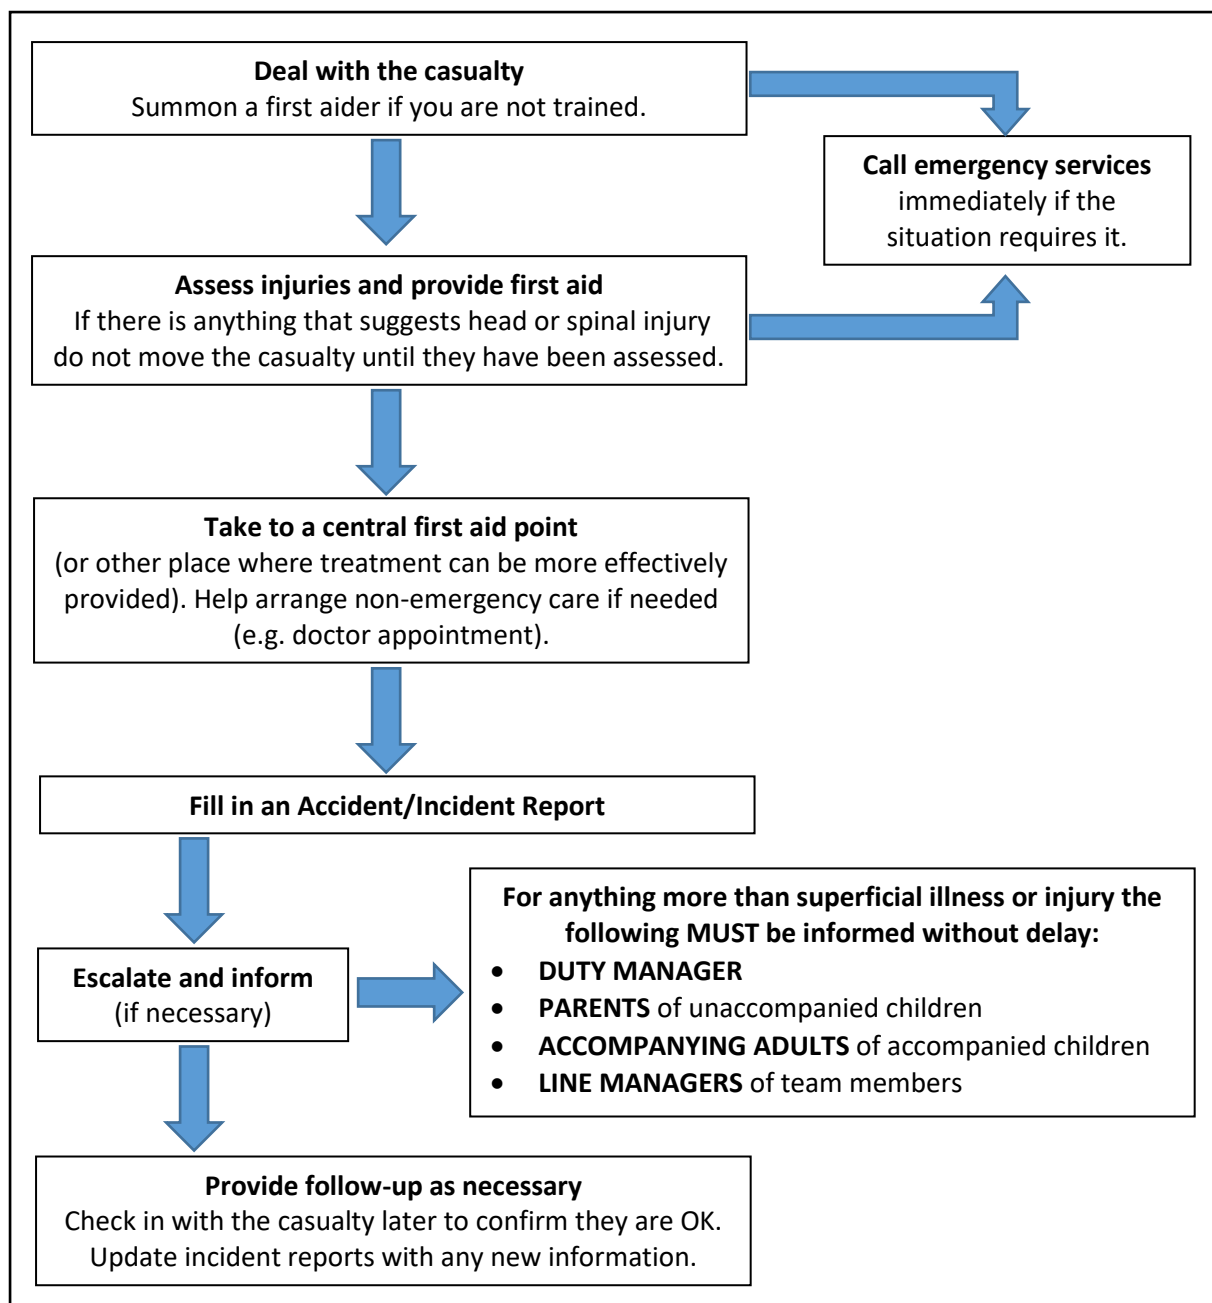 Deal with the casualty
Summon a first aider if you are not trained.
Call emergency services
immediately if the
situation requires it.
Assess injuries and provide first aid
If there is anything that suggests head or spinal injury
do not move the casualty until they have been assessed.
Take to a central first aid point
(or other place where treatment can be more effectively
provided). Help arrange non-emergency care if needed
(e.g. doctor appointment).
Fill in an Accident/Incident Report
Escalate and inform
(if necessary)
For anything more than superficial illness or injury the
following MUST be informed without delay:
• DUTY MANAGER
• PARENTS of unaccompanied children
• ACCOMPANYING ADULTS of accompanied children
• LINE MANAGERS of team members
Provide follow-up as necessary
Check in with the casualty later to confirm they are OK.
Update incident reports with any new information.